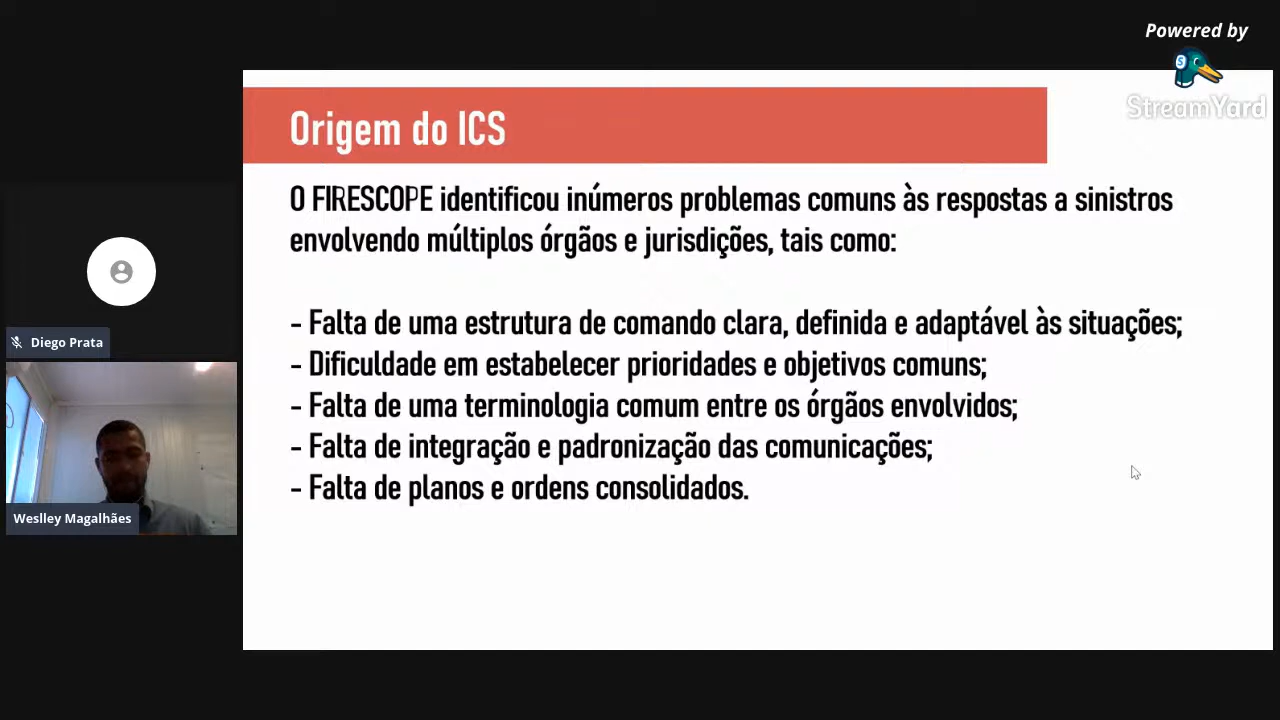 Powered by
StreamYard
Origem do ICS
O FIRESCOPE identificou inúmeros problemas comuns às respostas a sinistros
envolvendo múltiplos órgãos e jurisdições, tais como:
- Falta de uma estrutura de comando clara, definida e adaptável às situações;
- Dificuldade em estabelecer prioridades e objetivos comuns;
- Falta de uma terminologia comum entre os órgãos envolvidos;
- Falta de integração e padronização das comunicações;
- Falta de planos e ordens consolidados.
Diego Prata
Weslley Magalhães